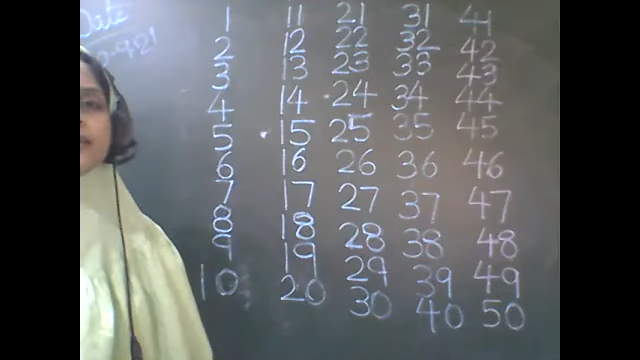 Date
1 11 21 31 41
2 12 22 32 42
3 13 23 33 43
4 14 24 34 44
5 15 25 35 45
6 16 26 36 46
7 17 27 37 47
8 18 28 38 48
9 19 29 39 49
10 20 30 40 50